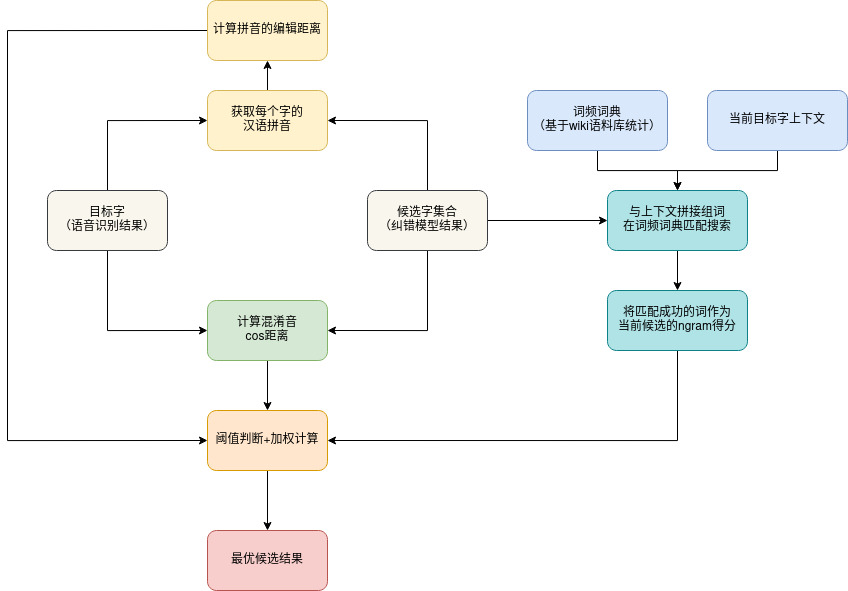 计算拼音的编辑距离
获取每个字的
汉语拼音
词频词典
（基于wiki语料库统计）
当前目标字上下文
目标字
（语音识别结果）
候选字集合
（纠错模型结果）
与上下文拼接组词
在词频词典匹配搜索
计算混淆音
cos距离
将匹配成功的词作为
当前候选的ngram得分
阈值判断+加权计算
最优候选结果